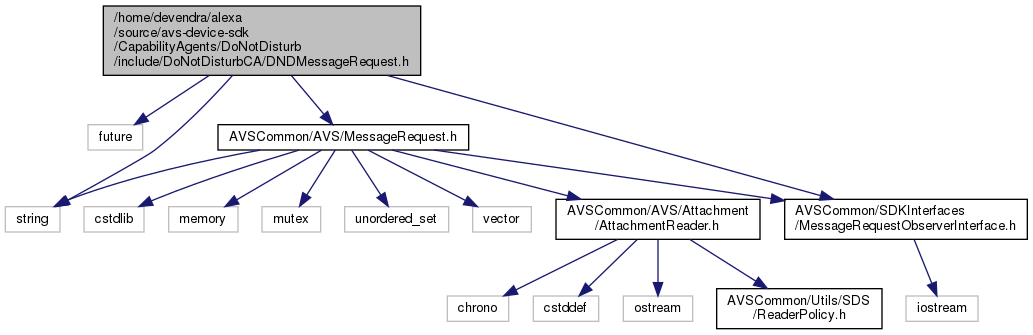 /home/devendra/alexa
/source/avs-device-sdk
/CapabilityAgents/DoNotDisturb
/include/DoNotDisturbCA/DNDMessageRequest.h
future
AVSCommon/AVS/MessageRequest.h
string
cstdlib
memory
mutex
unordered_set
vector
AVSCommon/AVS/Attachment
/AttachmentReader.h
AVSCommon/SDKInterfaces
/MessageRequestObserverInterface.h
chrono
cstddef
ostream
AVSCommon/Utils/SDS
/ReaderPolicy.h
iostream